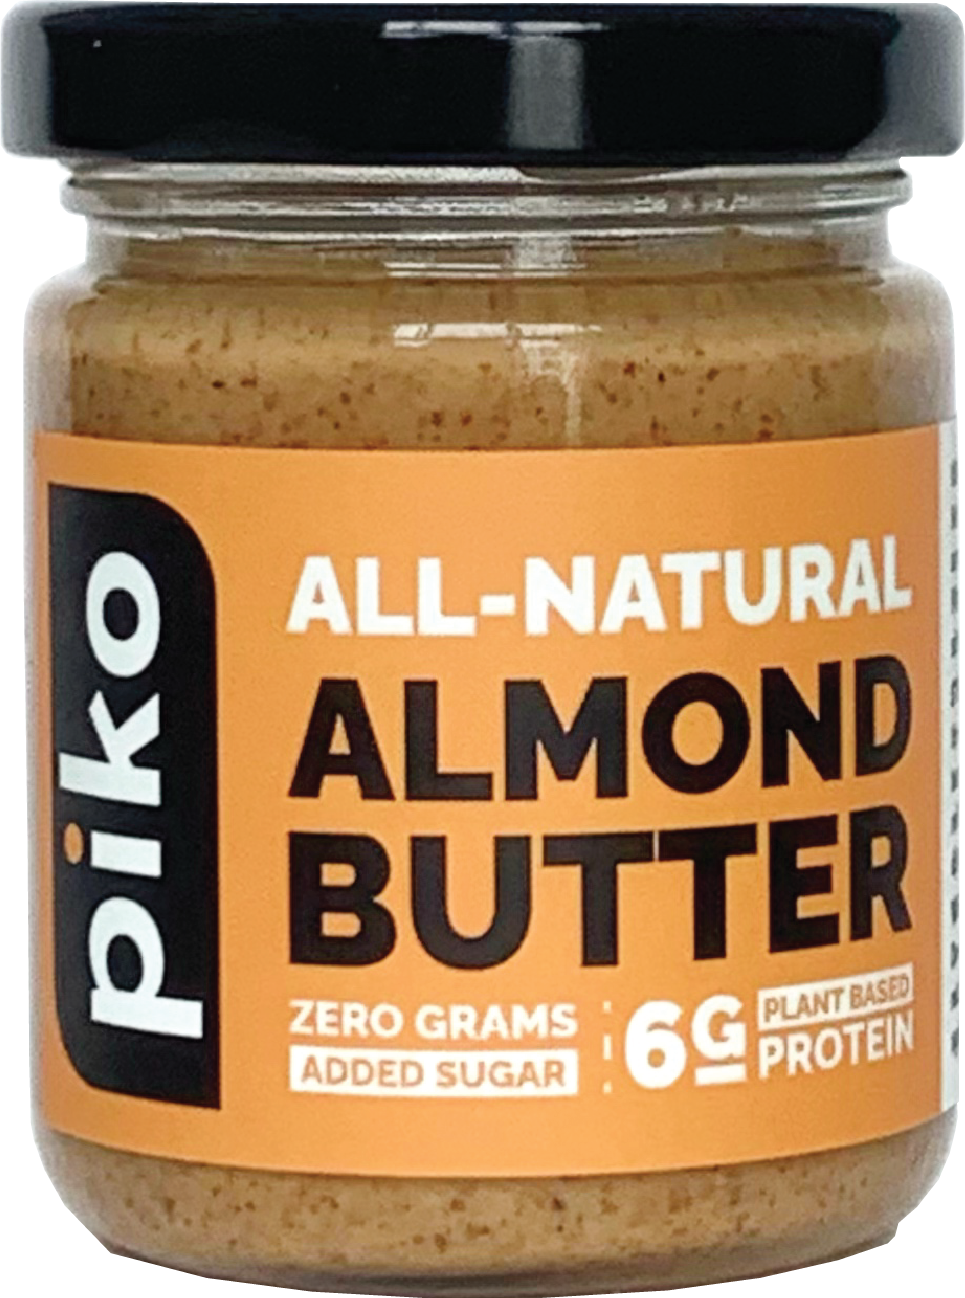 piko
ALL-NATURAL
ALMOND
BUTTER
ZERO GRAMS
ADDED SUGAR
6G
PLANT BASED
PROTEIN